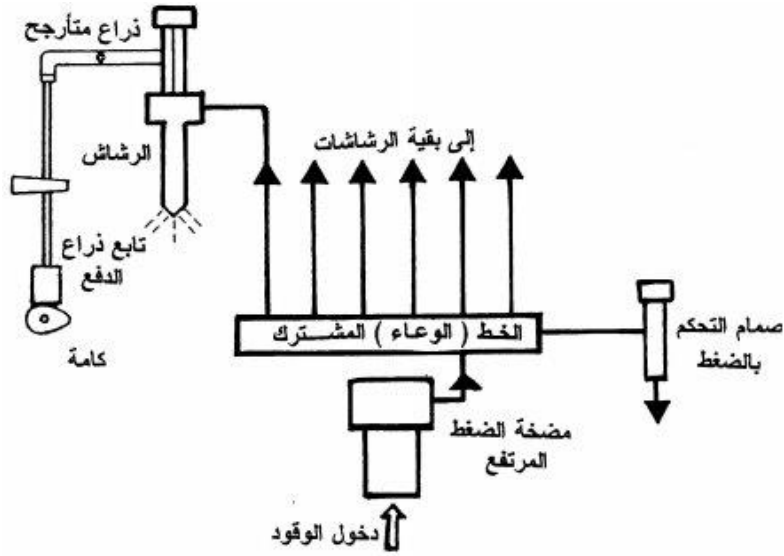 ذراع متأرجح
إلى بقية الرشاشات
الرشاش
تابع ذراع
الدفع
كامة
الخط ( الوعاء ) المشترك
صمام التحكم
بالضغط
مضخة الضغط
المرتفع
دخول الوقود